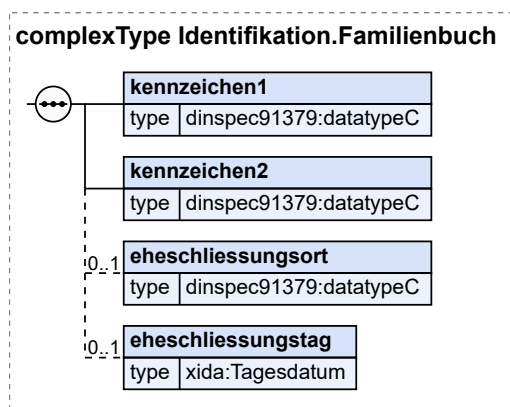 complexType Identifikation.Familienbuch
kennzeichen1
type dinspec91379:datatypeC
kennzeichen2
type dinspec91379:datatypeC
0..1 eheschliessungsort
type dinspec91379:datatypeC
0..1 eheschliessungstag
type xida:Tagesdatum